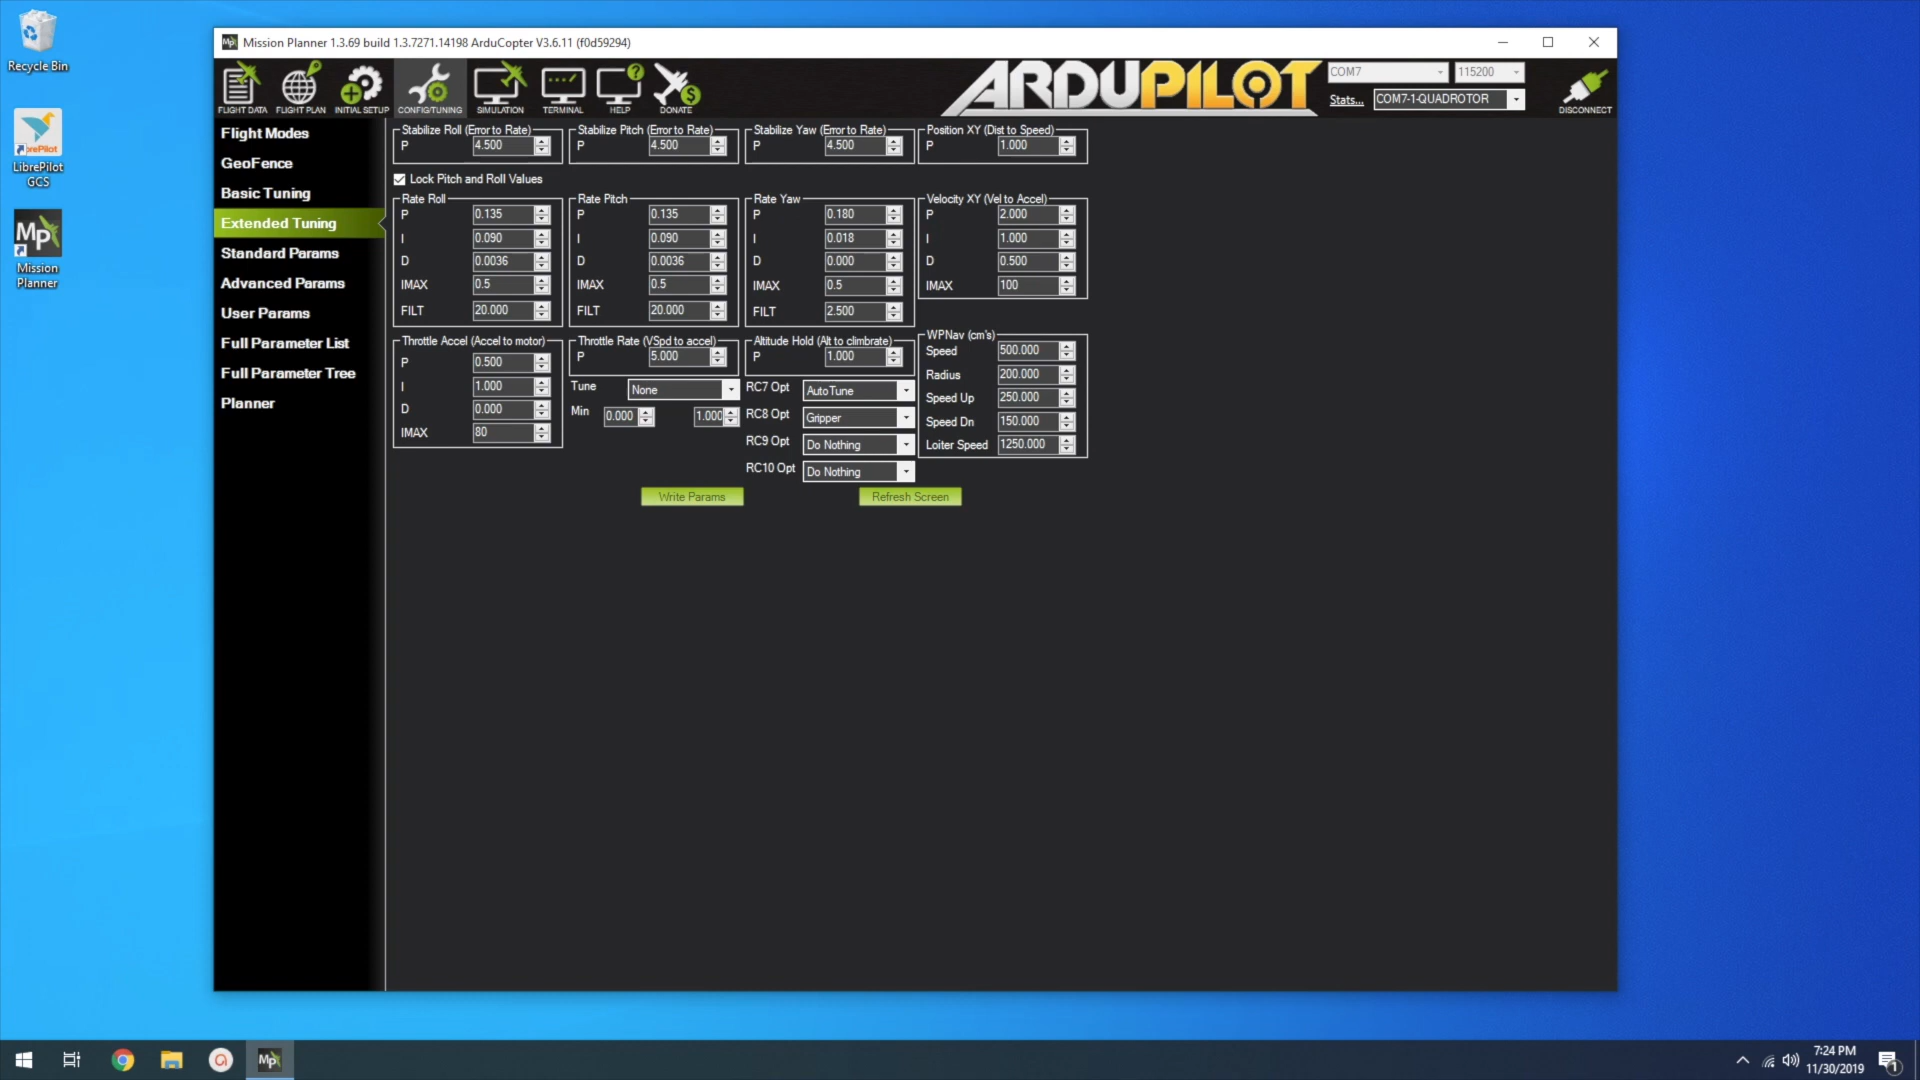 Recycle Bin
LibrePilot
GCS
Mission
Planner
Mission Planner 1.3.69 build 1.3.7271.14198 ArduCopter V3.6.11 (f0d59294)
FLIGHT DATA
FLIGHT PLAN
INITIAL SETUP
CONFIG/TUNING
SIMULATION
TERMINAL
HELP
DONATE
ARDUPILOT
COM7
115200
Stats...
COM7-1-QUADROTOR
DISCONNECT
Flight Modes
GeoFence
Basic Tuning
Extended Tuning
Standard Params
Advanced Params
User Params
Full Parameter List
Full Parameter Tree
Planner
Stabilize Roll (Error to Rate)
P 4.500
Stabilize Pitch (Error to Rate)
P 4.500
Stabilize Yaw (Error to Rate)
P 4.500
Position XY (Dist to Speed)
P 1.000
Lock Pitch and Roll Values
Rate Roll
P 0.135
I 0.090
D 0.0036
IMAX 0.5
FILT 20.000
Rate Pitch
P 0.135
I 0.090
D 0.0036
IMAX 0.5
FILT 20.000
Rate Yaw
P 0.180
I 0.018
D 0.000
IMAX 0.5
FILT 2.500
Velocity XY (Vel to Accel)
P 2.000
I 1.000
D 0.500
IMAX 100
Throttle Accel (Accel to motor)
P 0.500
I 1.000
D 0.000
IMAX 80
Throttle Rate (VSpd to accel)
P 5.000
Tune None
Min 0.000 1.000
Altitude Hold (Alt to climbrate)
P 1.000
RC7 Opt AutoTune
RC8 Opt Gripper
RC9 Opt Do Nothing
RC10 Opt Do Nothing
WPNav (cm's)
Speed 500.000
Radius 200.000
Speed Up 250.000
Speed Dn 150.000
Loiter Speed 1250.000
Write Params
Refresh Screen
7:24 PM
11/30/2019
1